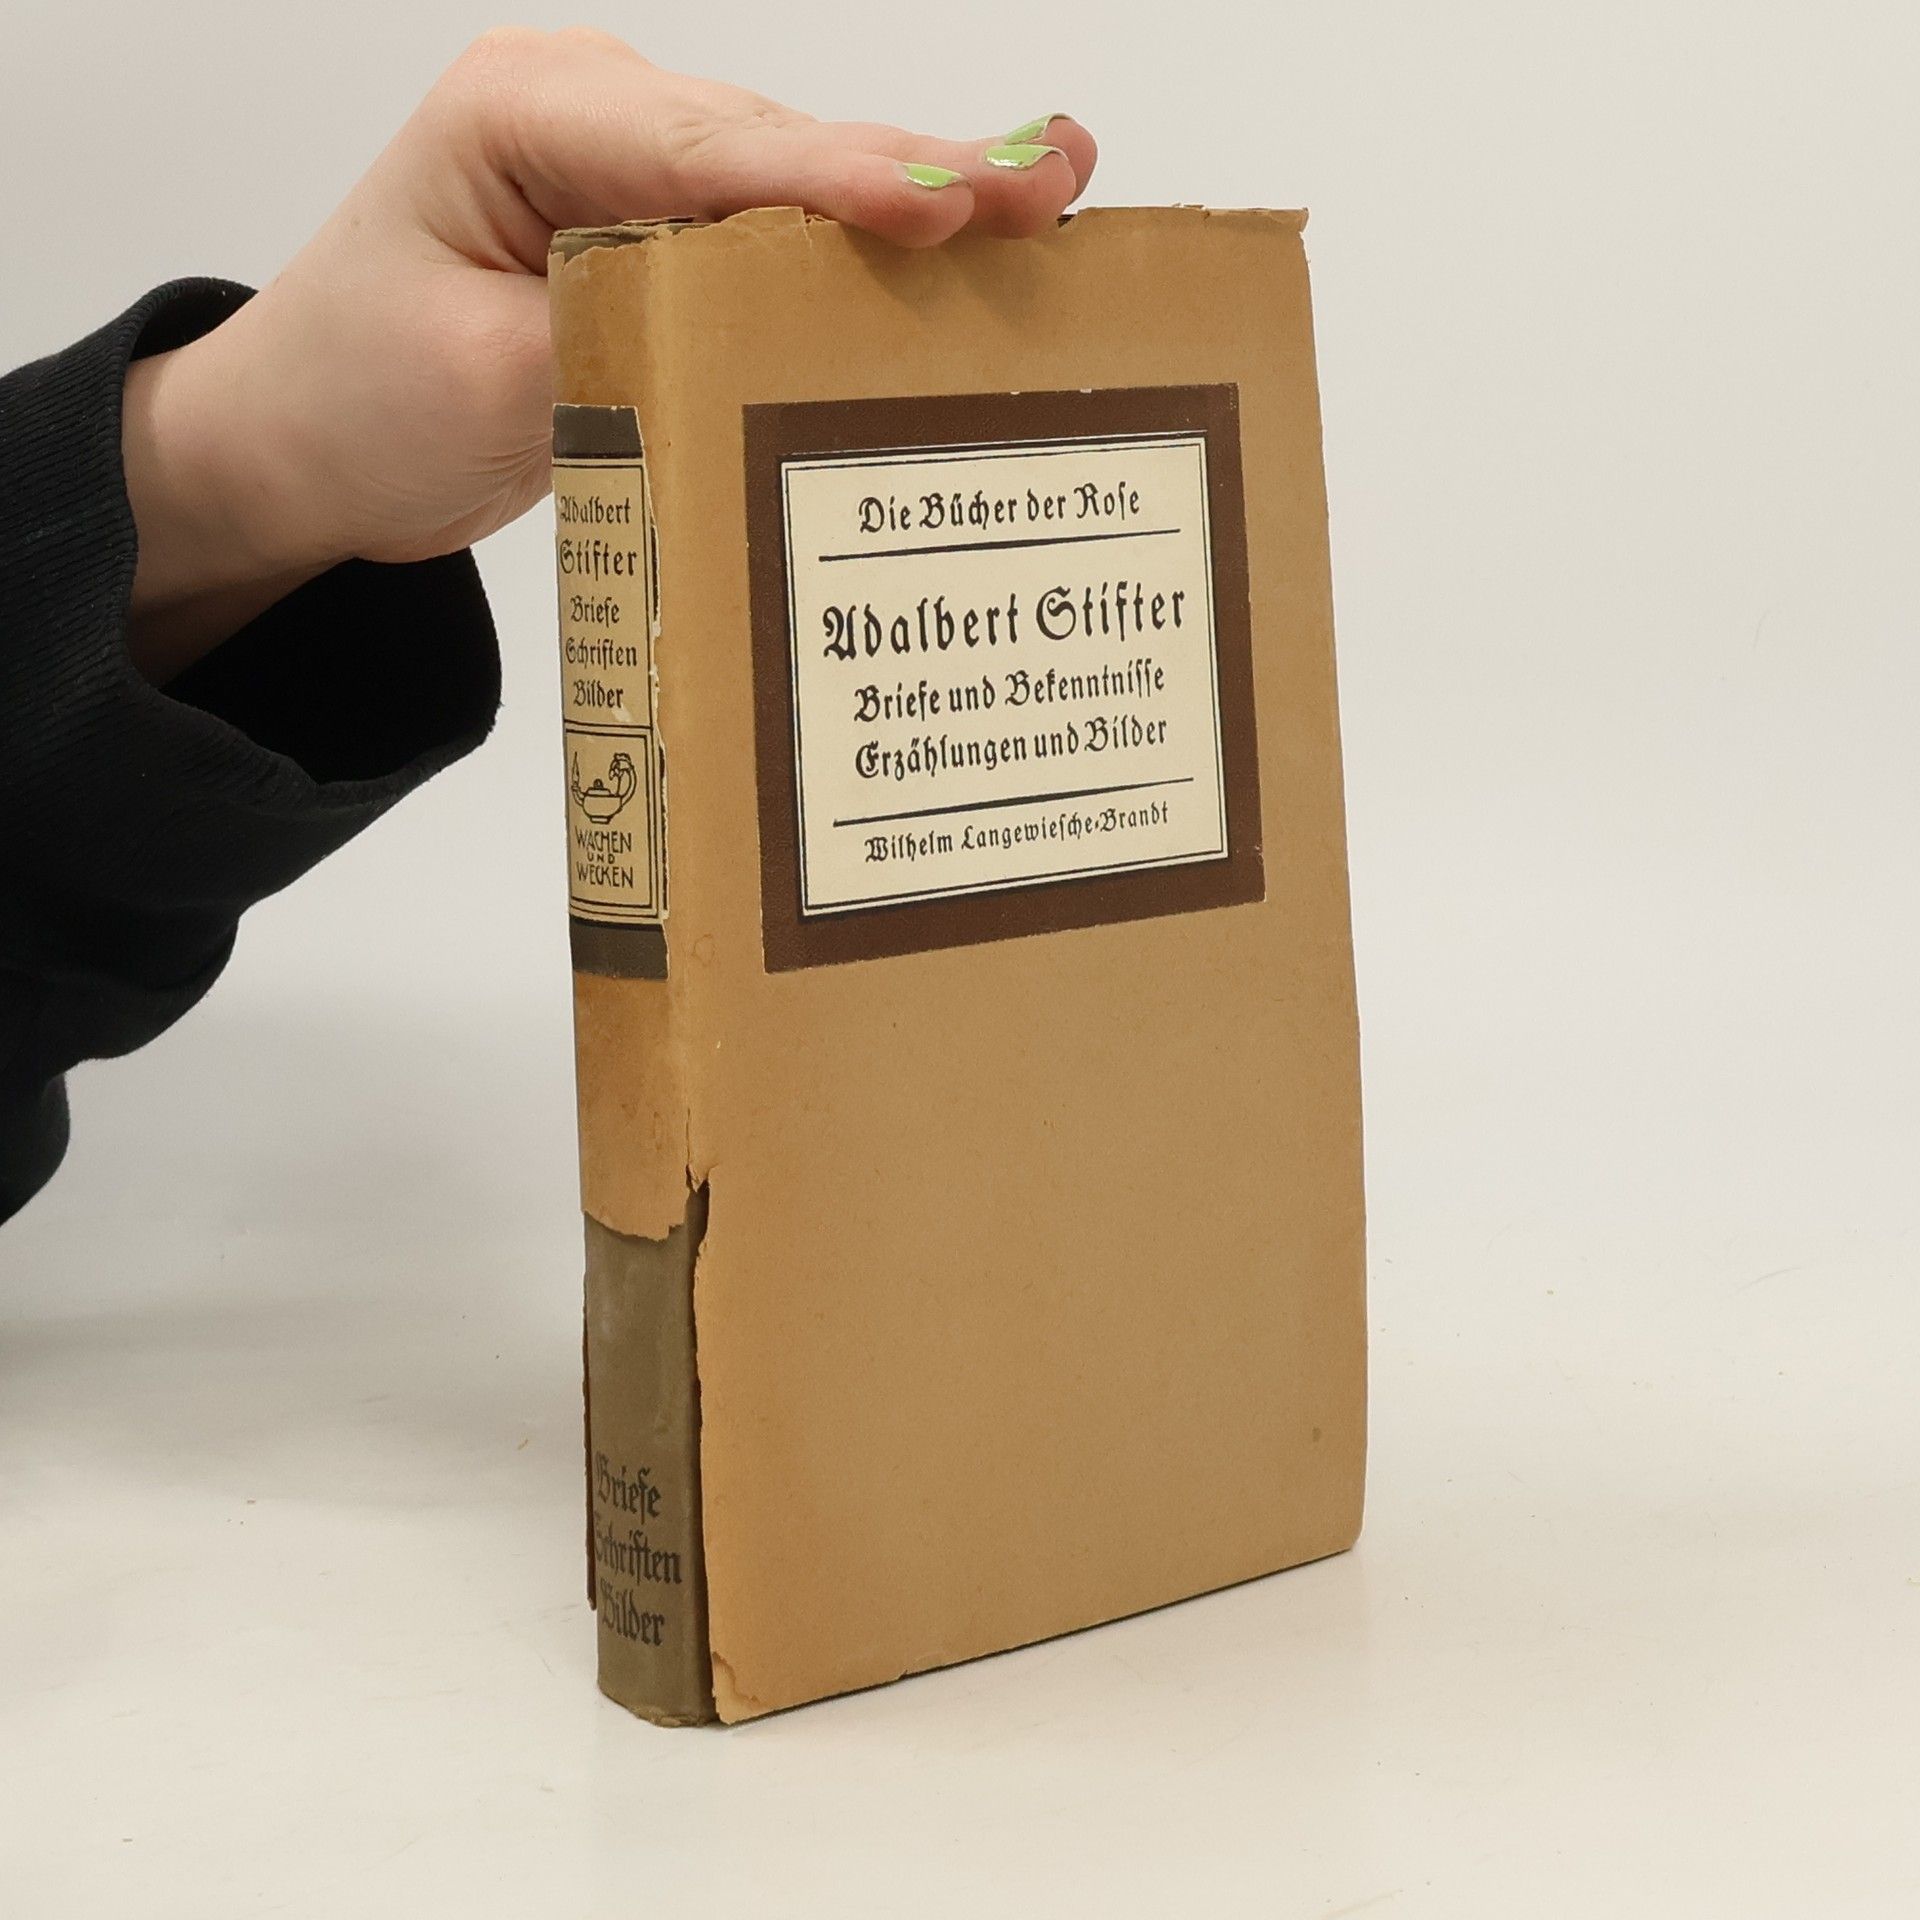 Die Bücher der Rose
Adalbert Stifter
Briefe und Bekenntnisse
Erzählungen und Bilder
Wilhelm Langewiesche-Brandt
Adalbert
Stifter
Briefe
Schriften
Bilder
WACHEN
UND
WECKEN
Briefe
Schriften
Bilder